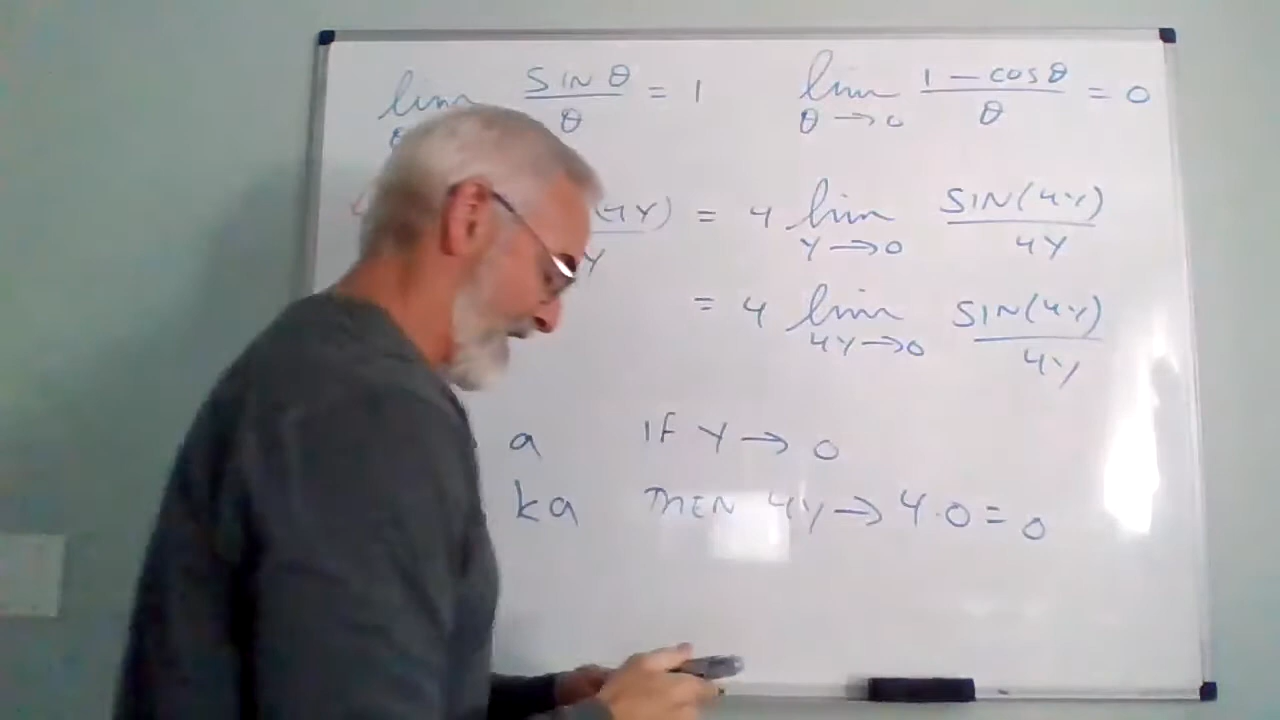 lim sin θ / θ = 1
lim θ → 0 1 - cos θ / θ = 0
(4Y) / Y = 4 lim Y → 0 SIN(4Y) / 4Y
= 4 lim 4Y → 0 SIN(4Y) / 4Y
a IF Y → 0
ka THEN 4Y → 4·0 = 0